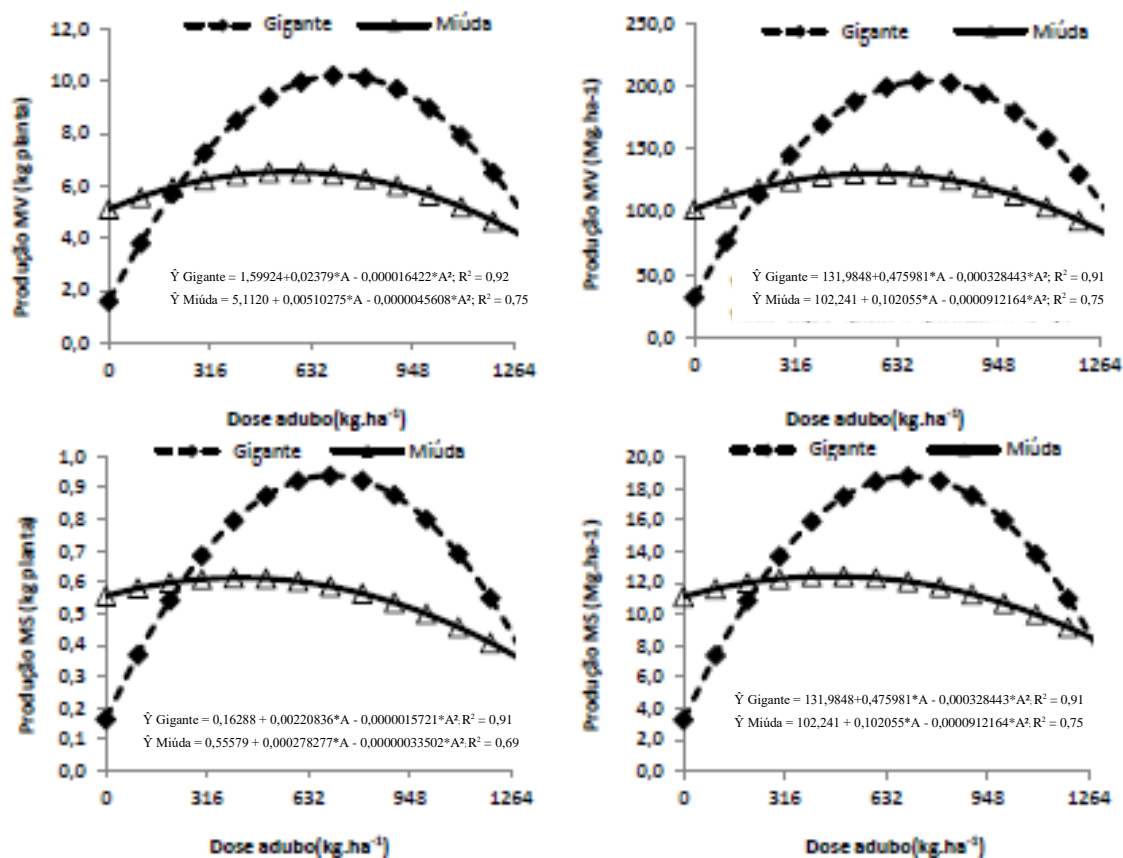 Gigante Miúda
Produção MV (kg planta)
12,0
10,0
8,0
6,0
4,0
2,0
0,0
Ŷ Gigante = 1,59924+0,02379*A - 0,000016422*A²; R² = 0,92
Ŷ Miúda = 5,1120 + 0,00510275*A - 0,0000045608*A²; R² = 0,75
0 316 632 948 1264
Dose adubo(kg.ha⁻¹)
Gigante Miúda
Produção MV (Mg.ha-1)
250,0
200,0
150,0
100,0
50,0
0,0
Ŷ Gigante = 131,9848+0,475981*A - 0,000328443*A²; R² = 0,91
Ŷ Miúda = 102,241 + 0,102055*A - 0,0000912164*A²; R² = 0,75
0 316 632 948 1264
Dose adubo(kg.ha⁻¹)
Gigante Miúda
Produção MS (kg planta)
1,0
0,9
0,8
0,7
0,6
0,5
0,4
0,3
0,2
0,1
0,0
Ŷ Gigante = 0,16288 + 0,00220836*A - 0,0000015721*A²; R² = 0,91
Ŷ Miúda = 0,55579 + 0,000278277*A - 0,00000033502*A²; R² = 0,69
0 316 632 948 1264
Dose adubo(kg.ha⁻¹)
Gigante Miúda
Produção MS (Mg.ha-1)
20,0
18,0
16,0
14,0
12,0
10,0
8,0
6,0
4,0
2,0
0,0
Ŷ Gigante = 131,9848+0,475981*A - 0,000328443*A²; R² = 0,91
Ŷ Miúda = 102,241 + 0,102055*A - 0,0000912164*A²; R² = 0,75
0 316 632 948 1264
Dose adubo(kg.ha⁻¹)